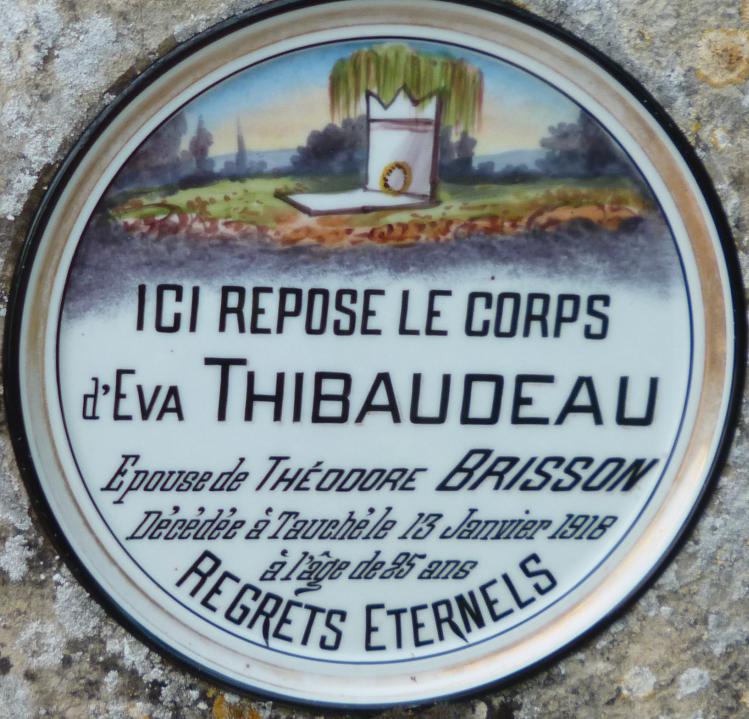 ICI REPOSE LE CORPS
d'EVA THIBAUDEAU
Epouse de THÉODORE BRISSON
Décédée à Tauché le 13 Janvier 1918
à l'âge de 25 ans
REGRÉTS ETERNELS